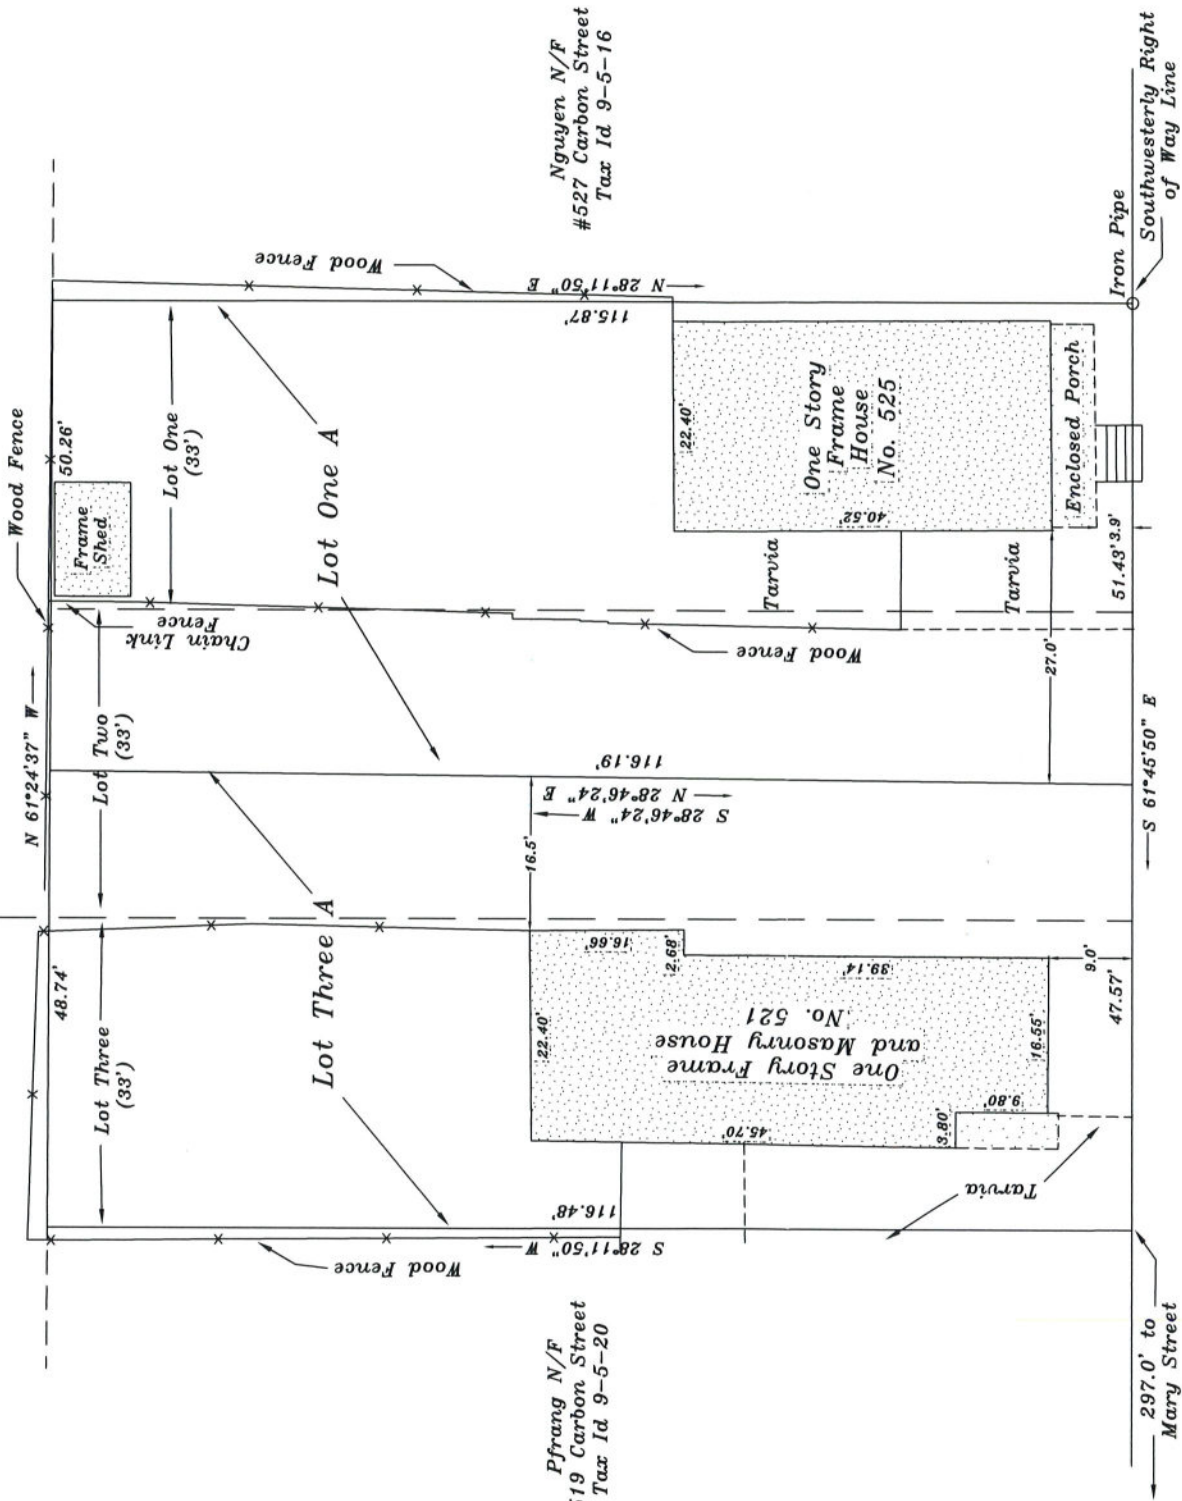 Nguyen N/F
#527 Carbon Street
Tax Id 9-5-16
Southwesterly Right
of Way Line
Iron Pipe
Wood Fence
N 28°11'50" E
115.87'
Wood Fence
50.26'
Lot One
(33')
Frame
Shed
Lot One A
22.40'
One Story
Frame
House
No. 525
40.52'
Enclosed Porch
3.9'
51.43'
Tarvia
Tarvia
Chain Link
Fence
Wood Fence
27.0'
N 61°24'37" W
Lot Two
(33')
116.19'
N 28°46'24" E
S 28°46'24" W
S 61°45'50" E
16.5'
Lot Three A
48.74'
Lot Three
(33')
16.66'
2.68'
39.14'
9.0'
47.57'
22.40'
One Story Frame
and Masonry House
No. 521
16.55'
9.80'
3.80'
45.70'
Tarvia
116.48'
S 28°11'50" W
Wood Fence
Pfrang N/F
19 Carbon Street
Tax Id 9-5-20
297.0' to
Mary Street